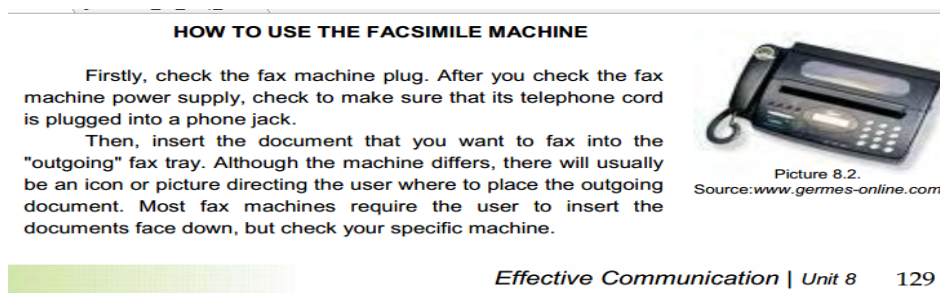 HOW TO USE THE FACSIMILE MACHINE
Firstly, check the fax machine plug. After you check the fax
machine power supply, check to make sure that its telephone cord
is plugged into a phone jack.
Then, insert the document that you want to fax into the
"outgoing" fax tray. Although the machine differs, there will usually
be an icon or picture directing the user where to place the outgoing
document. Most fax machines require the user to insert the
documents face down, but check your specific machine.
Picture 8.2.
Source:www.germes-online.com
Effective Communication | Unit 8 129